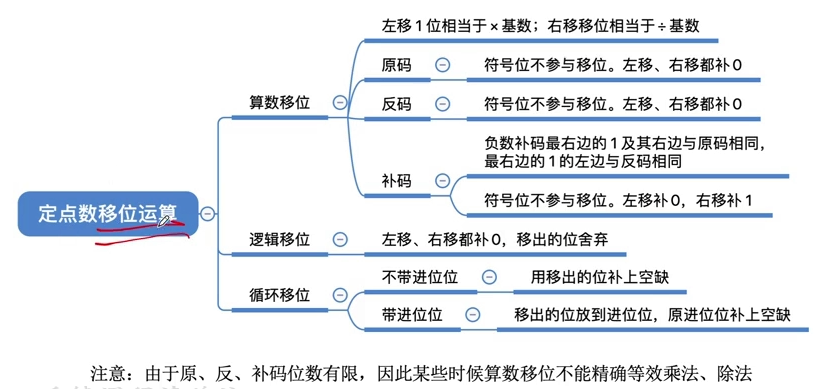 左移1位相当于×基数；右移移位相当于÷基数
原码
符号位不参与移位。左移、右移都补0
算数移位
反码
符号位不参与移位。左移、右移都补0
负数补码最右边的1及其右边与原码相同，
最右边的1的左边与反码相同
补码
符号位不参与移位。左移补0，右移补1
定点数移位运算
逻辑移位
左移、右移都补0，移出的位舍弃
不带进位位
用移出的位补上空缺
循环移位
带进位位
移出的位放到进位位，原进位位补上空缺
注意：由于原、反、补码位数有限，因此某些时候算数移位不能精确等效乘法、除法